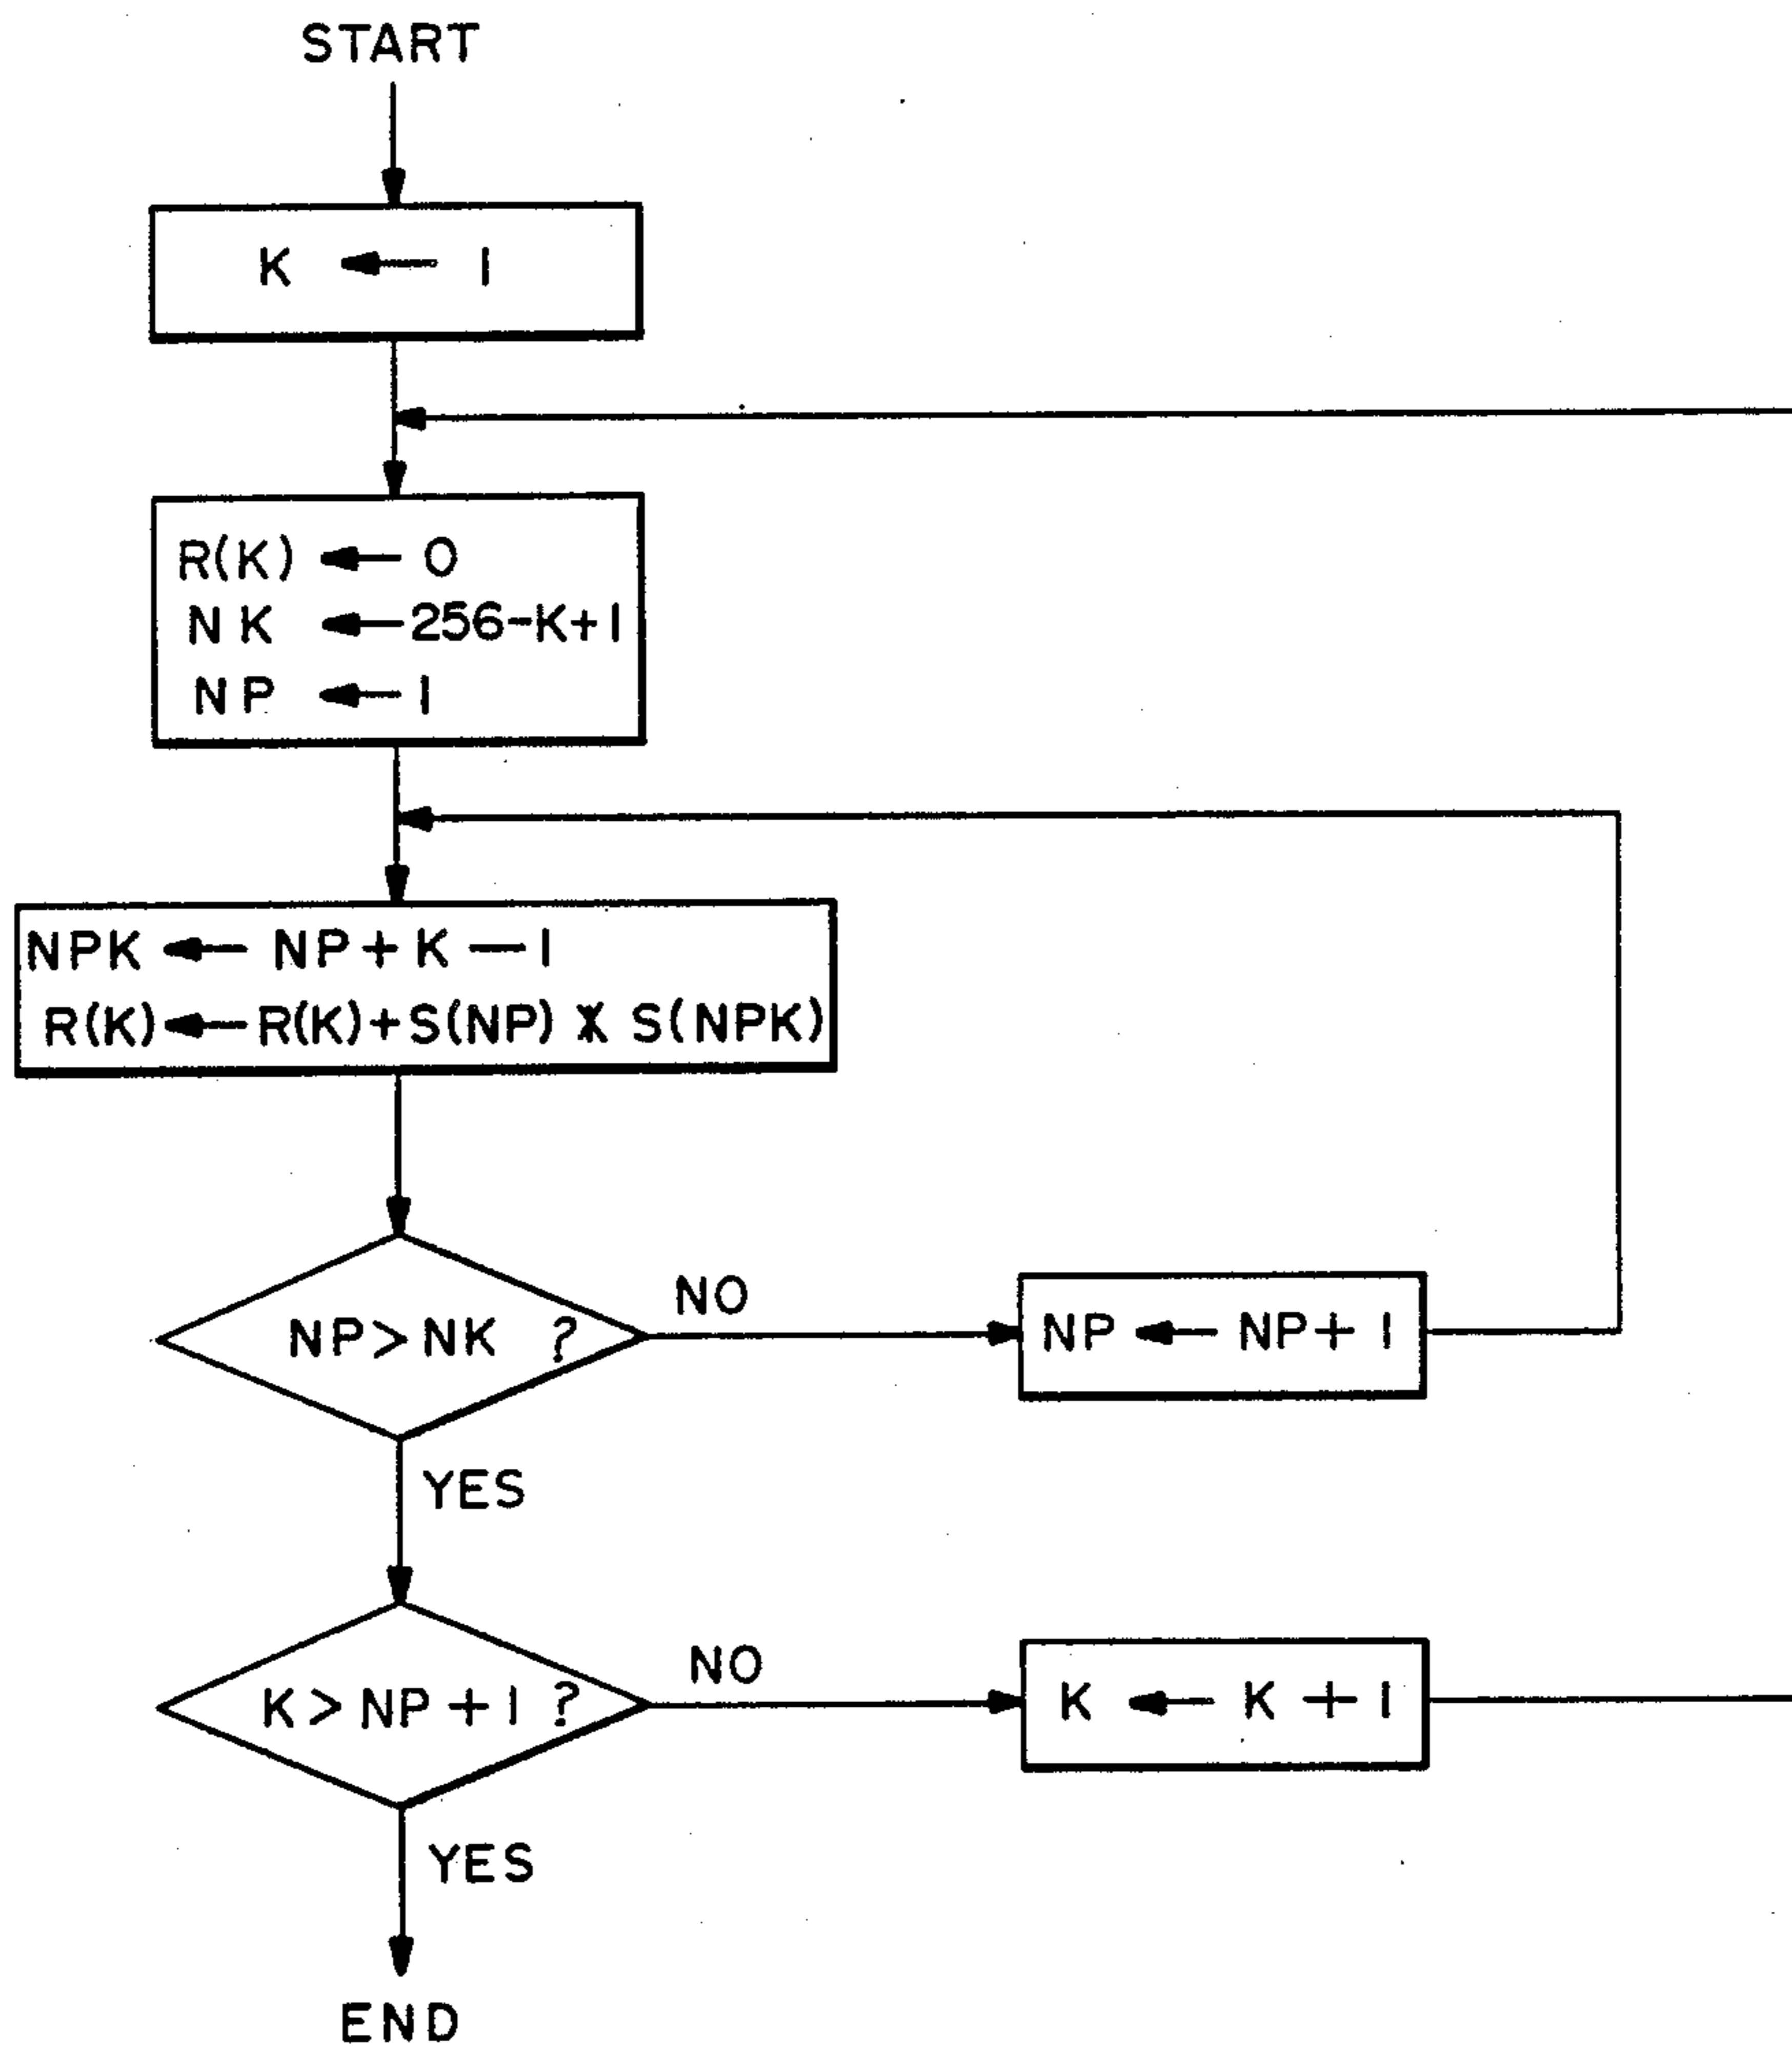 START
K ← 1
R(K) ← 0
NK ← 256-K+1
NP ← 1
NPK ← NP + K — 1
R(K) ← R(K)+S(NP) X S(NPK)
NP > NK ?
NO
NP ← NP + 1
YES
K > NP + 1 ?
NO
K ← K + 1
YES
END